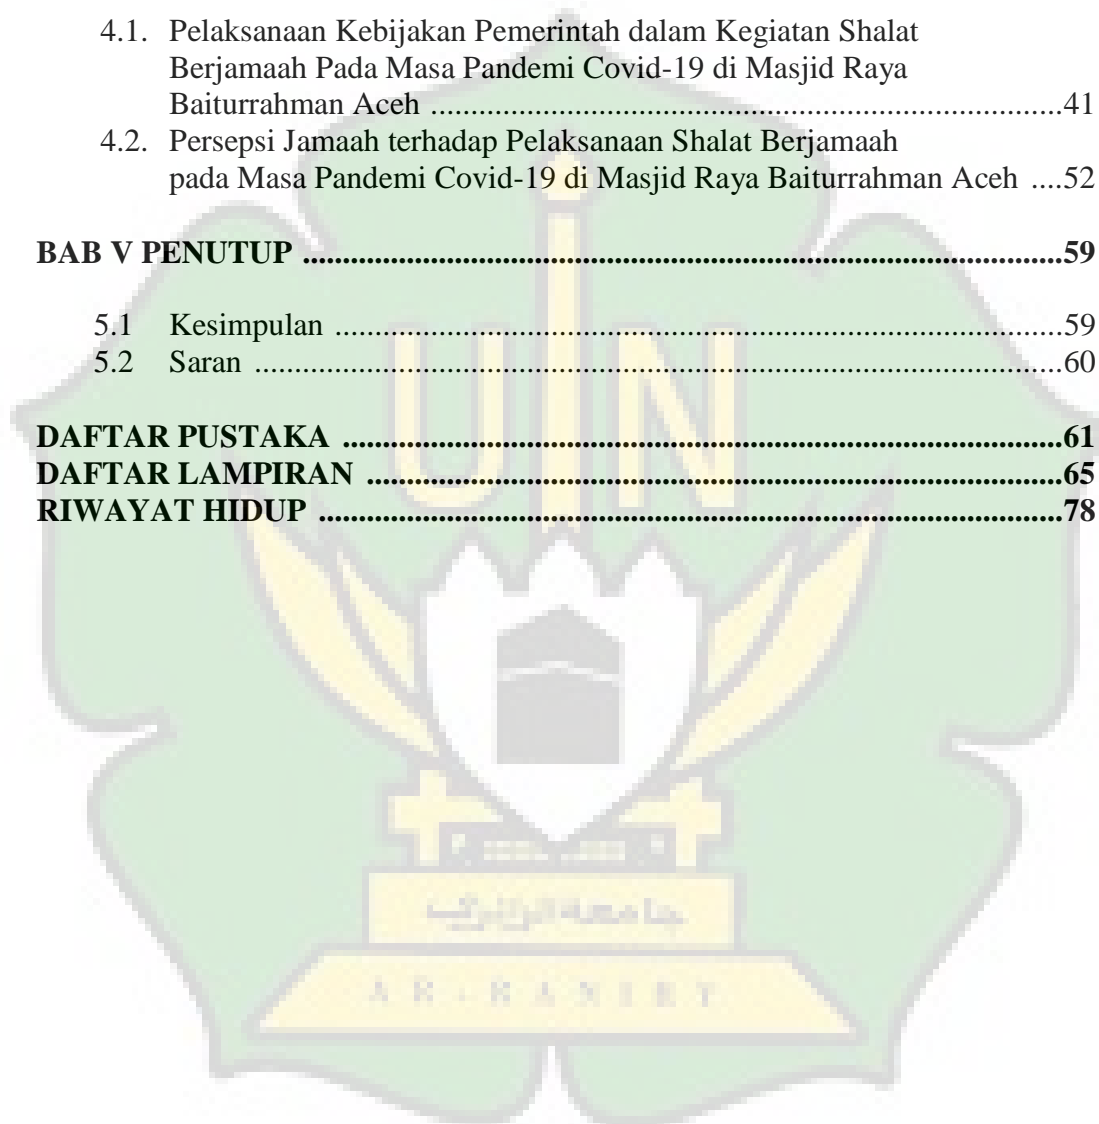 4.1. Pelaksanaan Kebijakan Pemerintah dalam Kegiatan Shalat
Berjamaah Pada Masa Pandemi Covid-19 di Masjid Raya
Baiturrahman Aceh ........................................................................41
4.2. Persepsi Jamaah terhadap Pelaksanaan Shalat Berjamaah
pada Masa Pandemi Covid-19 di Masjid Raya Baiturrahman Aceh ....52
BAB V PENUTUP ....................................................................................59
5.1 Kesimpulan ..................................................................................59
5.2 Saran ...........................................................................................60
DAFTAR PUSTAKA ................................................................................61
DAFTAR LAMPIRAN .............................................................................65
RIWAYAT HIDUP ..................................................................................78
UIN
جامعة الرانيري
AR-RANIRY